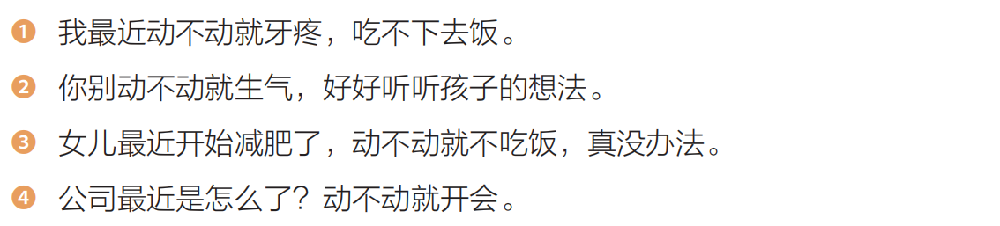 1 我最近动不动就牙疼，吃不下去饭。
2 你别动不动就生气，好好听听孩子的想法。
3 女儿最近开始减肥了，动不动就不吃饭，真没办法。
4 公司最近是怎么了？动不动就开会。